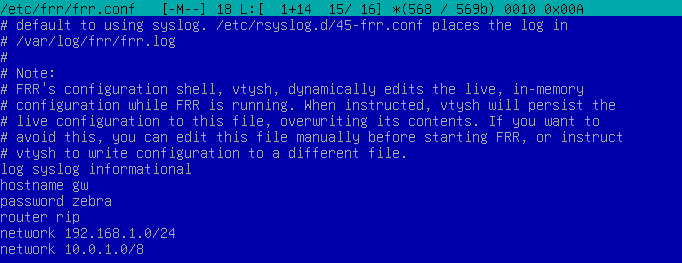 /etc/frr/frr.conf [-M--] 18 L:[ 1+14 15/ 16] *(568 / 569b) 0010 0x00A
# default to using syslog. /etc/rsyslog.d/45-frr.conf places the log in
# /var/log/frr/frr.log
#
# Note:
# FRR's configuration shell, vtysh, dynamically edits the live, in-memory
# configuration while FRR is running. When instructed, vtysh will persist the
# live configuration to this file, overwriting its contents. If you want to
# avoid this, you can edit this file manually before starting FRR, or instruct
# vtysh to write configuration to a different file.
log syslog informational
hostname gw
password zebra
router rip
network 192.168.1.0/24
network 10.0.1.0/8